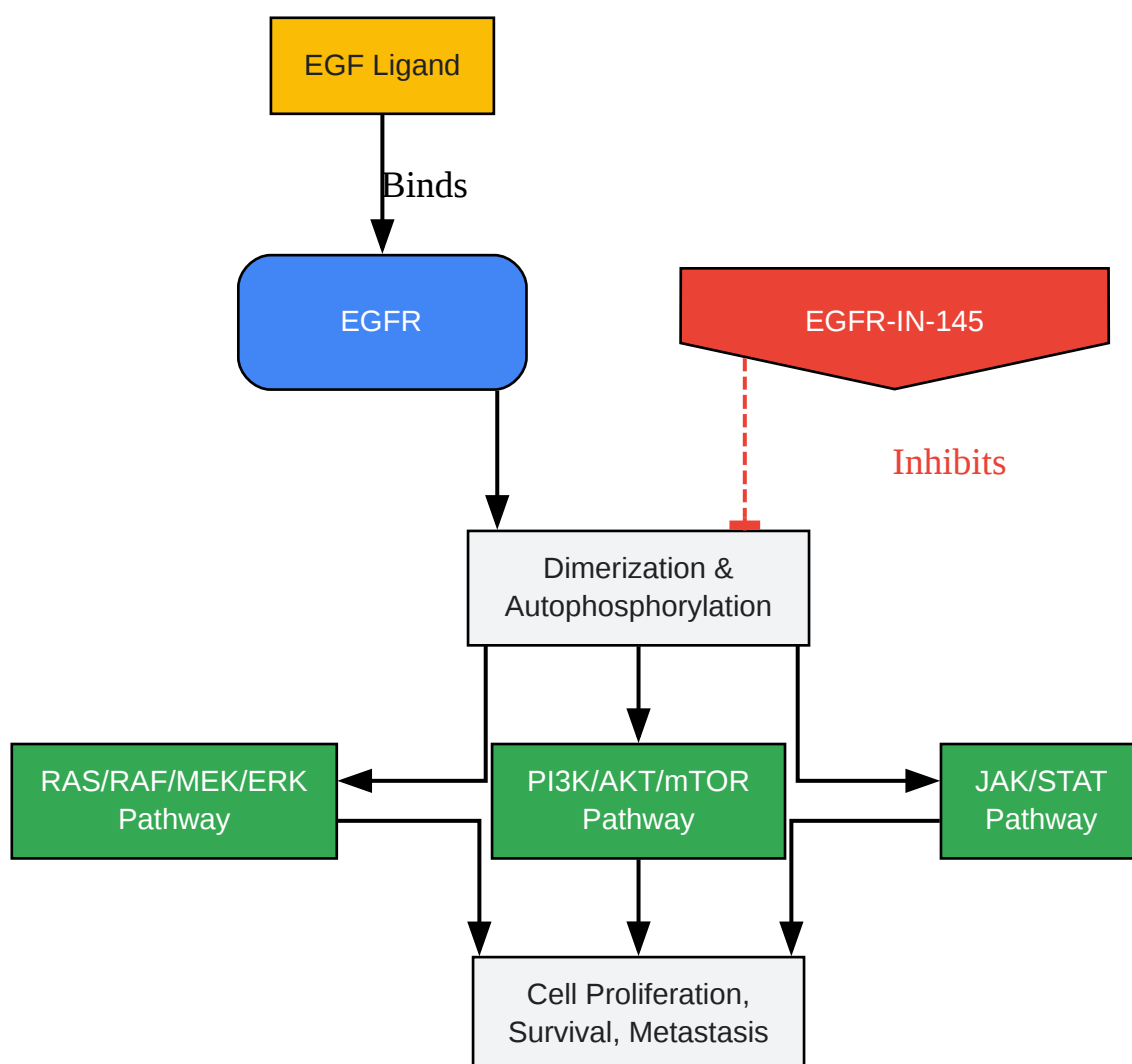 EGF Ligand
Binds
EGFR
EGFR-IN-145
Inhibits
Dimerization &
Autophosphorylation
RAS/RAF/MEK/ERK
Pathway
PI3K/AKT/mTOR
Pathway
JAK/STAT
Pathway
Cell Proliferation,
Survival, Metastasis